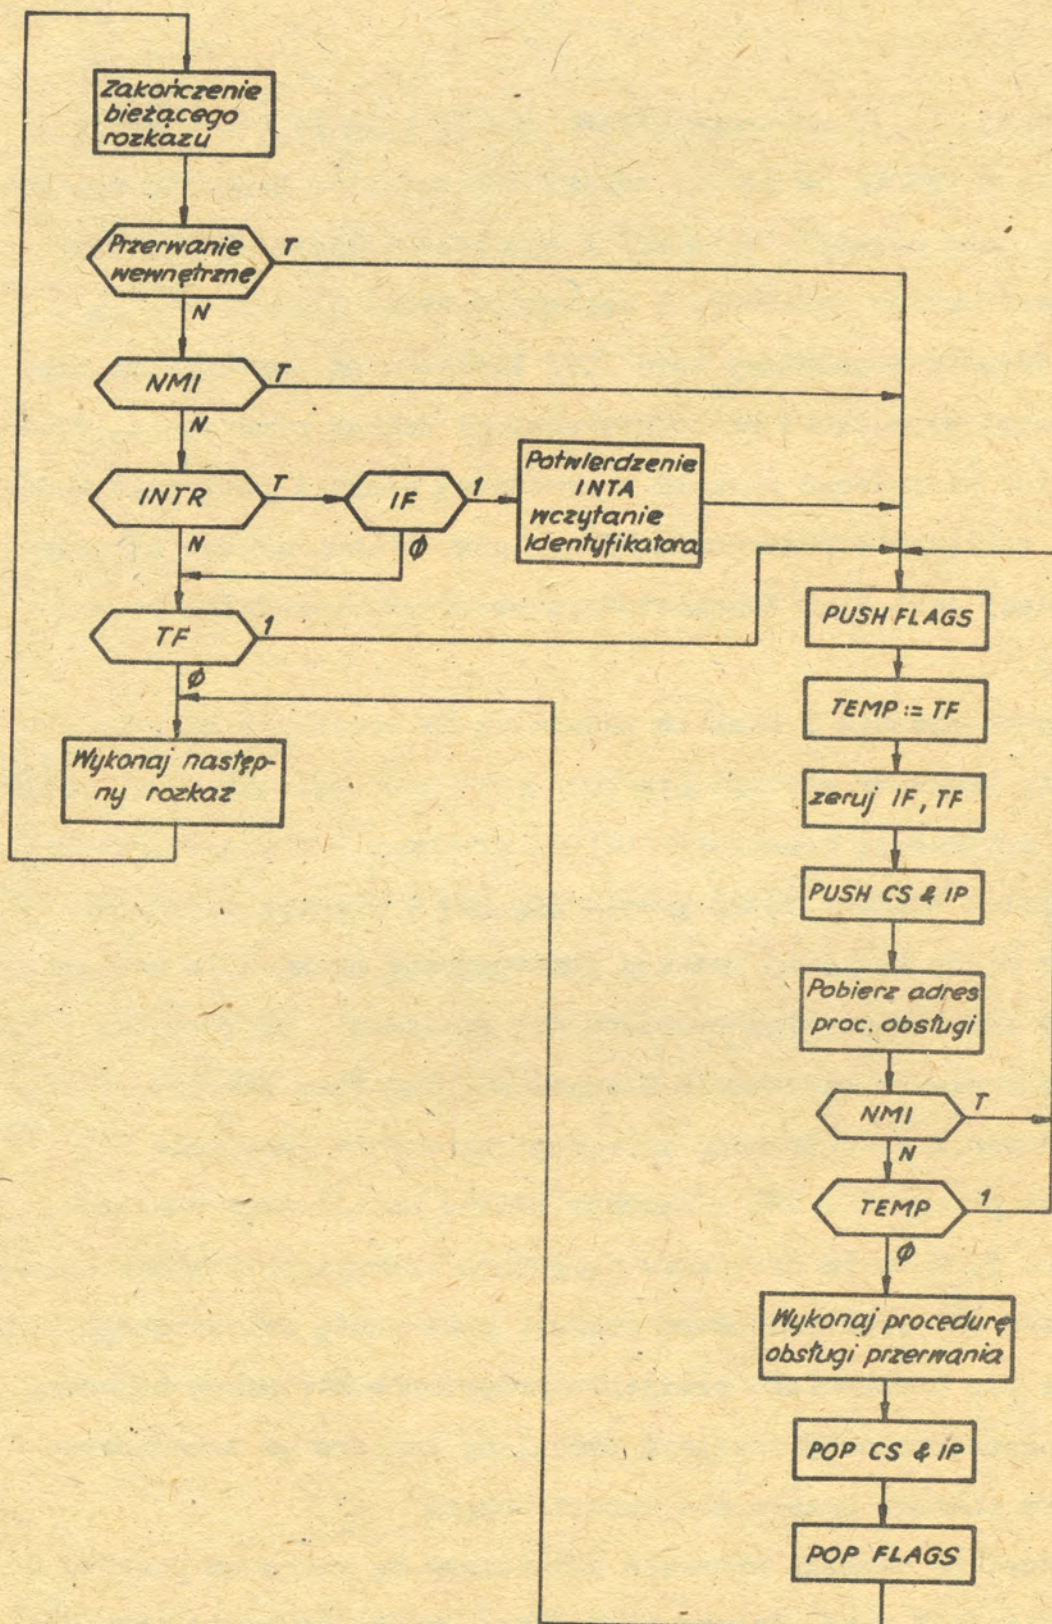 Zakończenie
bieżącego
rozkazu
Przerwanie
wewnętrzne
T
N
NMI
T
N
INTR
T
N
IF
1
Ø
Potwierdzenie
INTA
wczytanie
Identyfikatora
TF
1
Ø
Wykonaj następ-
ny rozkaz
PUSH FLAGS
TEMP := TF
zeruj IF, TF
PUSH CS & IP
Pobierz adres
proc. obsługi
NMI
T
N
TEMP
1
Ø
Wykonaj procedurę
obsługi przerwania
POP CS & IP
POP FLAGS